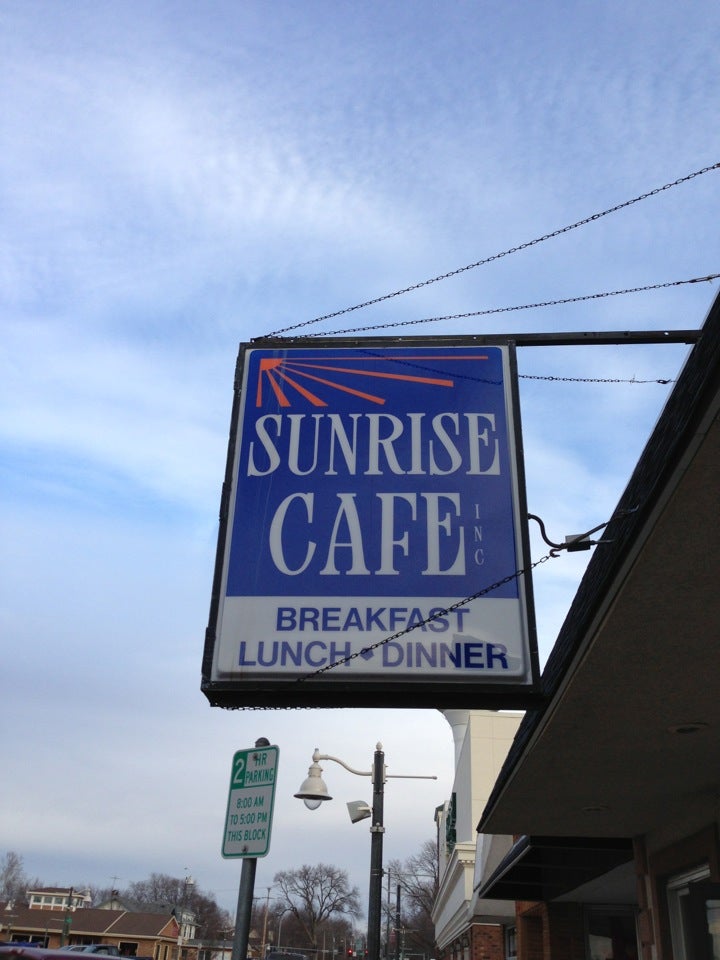 SUNRISE
CAFE INC
BREAKFAST
LUNCH • DINNER
2 HR
PARKING
8:00 AM
TO 5:00 PM
THIS BLOCK